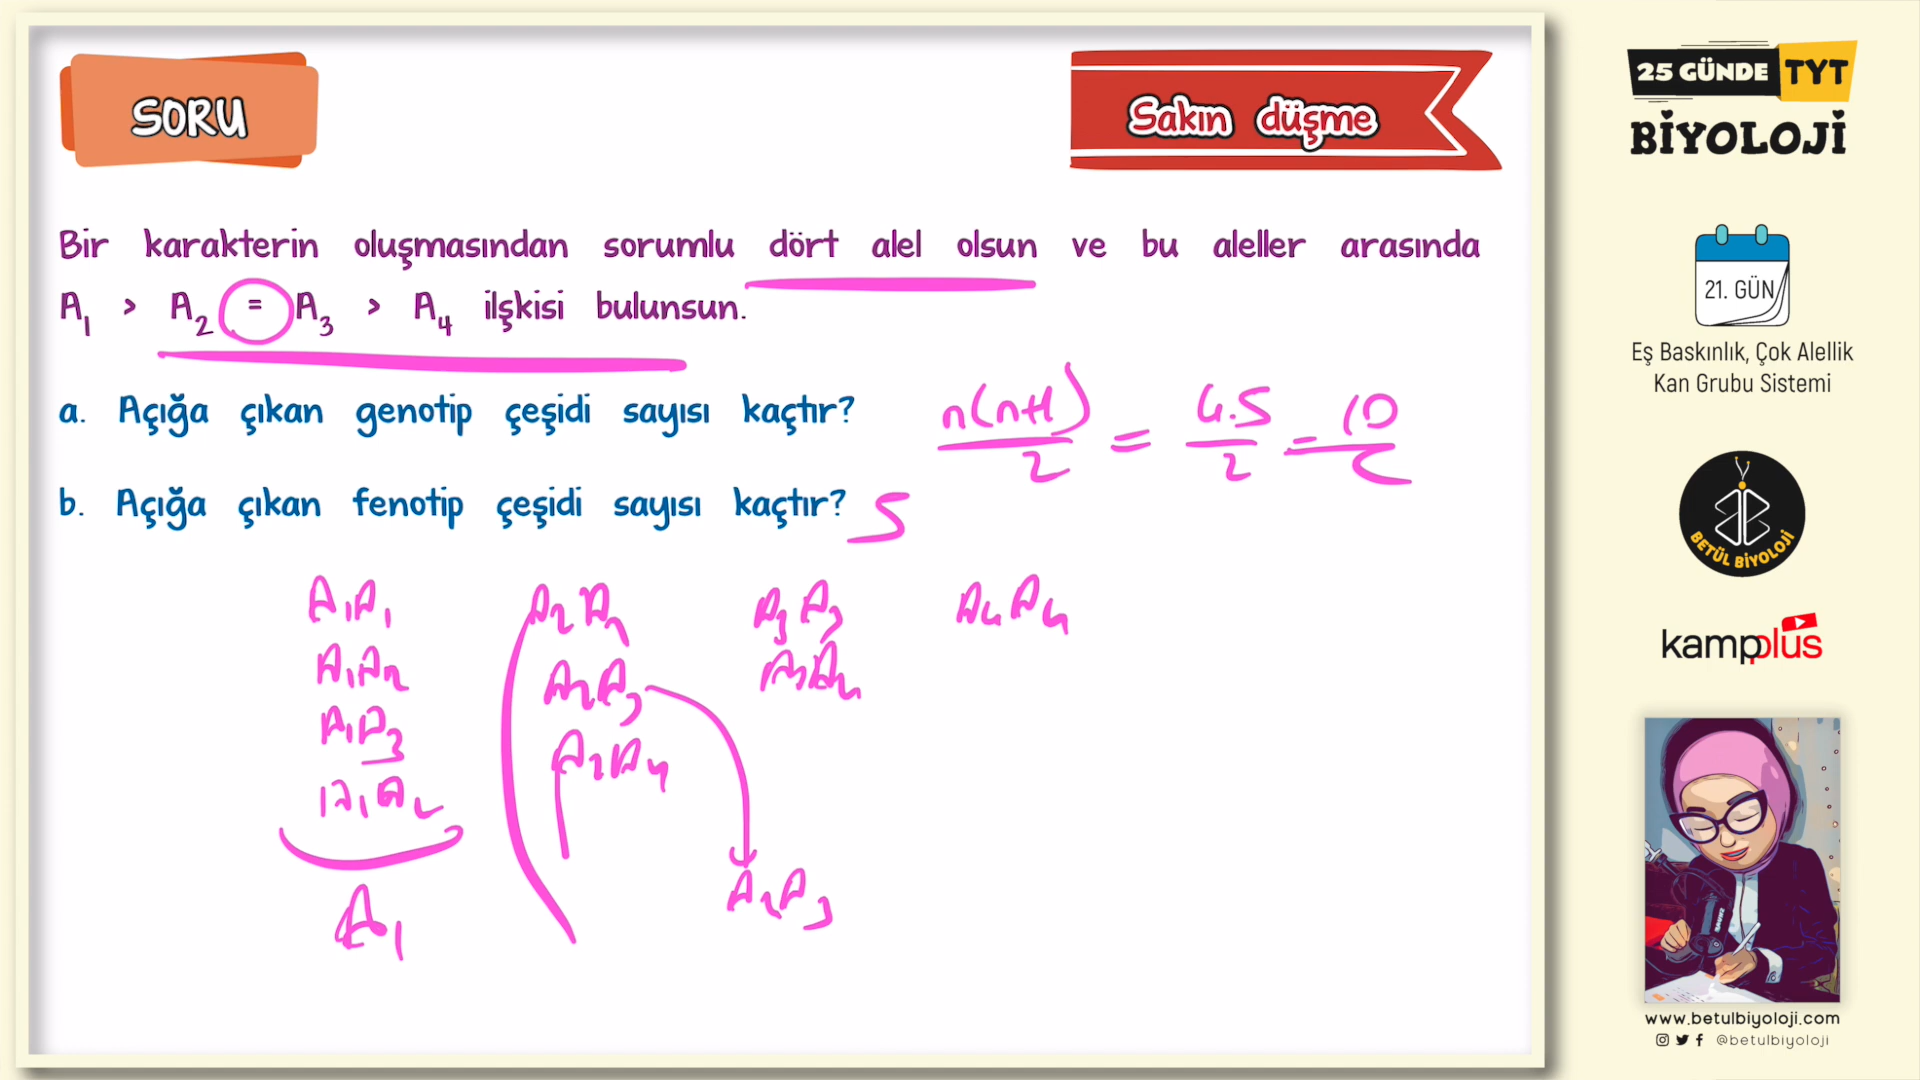 SORU
Sakın düşme
Bir karakterin oluşmasından sorumlu dört alel olsun ve bu aleller arasında
A1 > A2 = A3 > A4 ilşkisi bulunsun.
a. Açığa çıkan genotip çeşidi sayısı kaçtır?
n(n+1)/2 = 4.5/2 = 10
b. Açığa çıkan fenotip çeşidi sayısı kaçtır? 5
A1A1 A2A2 A3A3 A4A4
A1A2 A2A3 A3A4
A1A3 A2A4
A1A4
A1
A2A3
25 GÜNDE TYT
BİYOLOJİ
21. GÜN
Eş Baskınlık, Çok Alellik
Kan Grubu Sistemi
BETÜL BİYOLOJİ
kampplus
www.betulbiyoloji.com
@betulbiyoloji